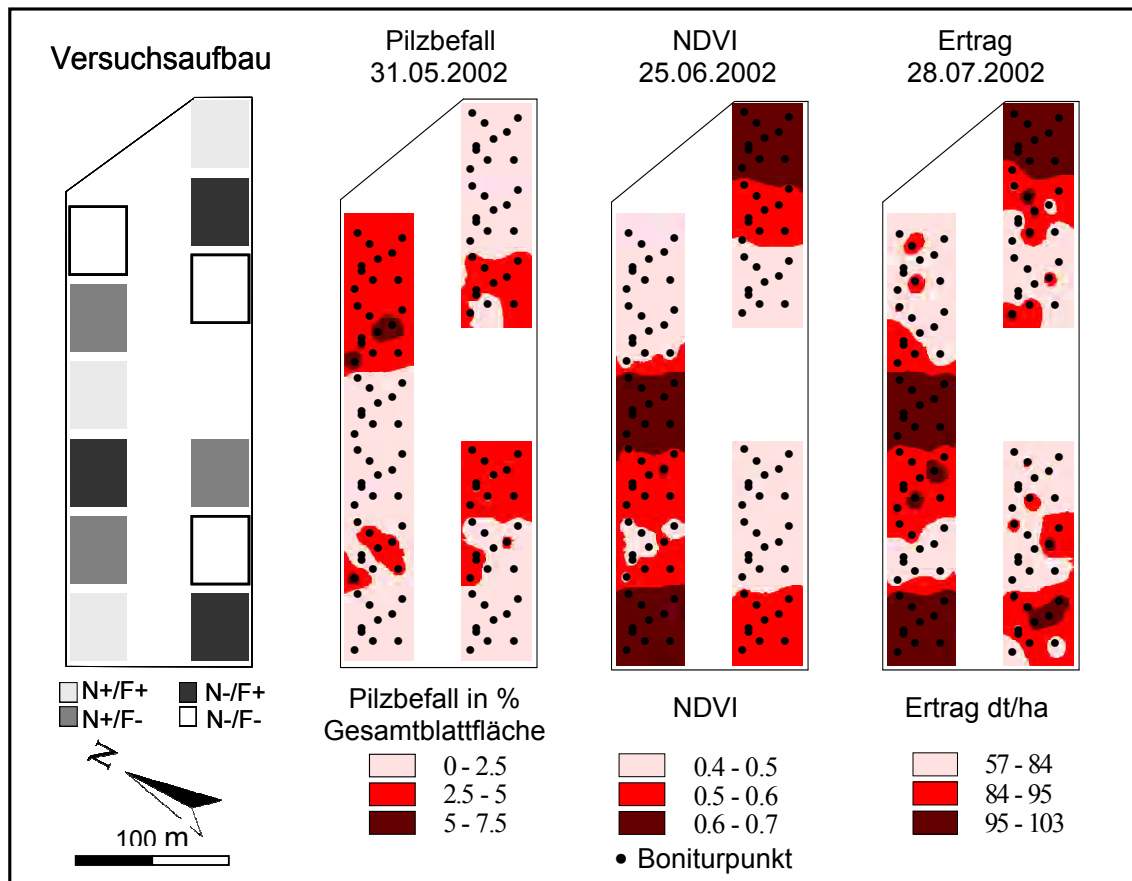 Versuchsaufbau
Pilzbefall
31.05.2002
NDVI
25.06.2002
Ertrag
28.07.2002
N+/F+
N-/F+
N+/F-
N-/F-
N
100 m
Pilzbefall in %
Gesamtblattfläche
0 - 2.5
2.5 - 5
5 - 7.5
NDVI
0.4 - 0.5
0.5 - 0.6
0.6 - 0.7
Boniturpunkt
Ertrag dt/ha
57 - 84
84 - 95
95 - 103